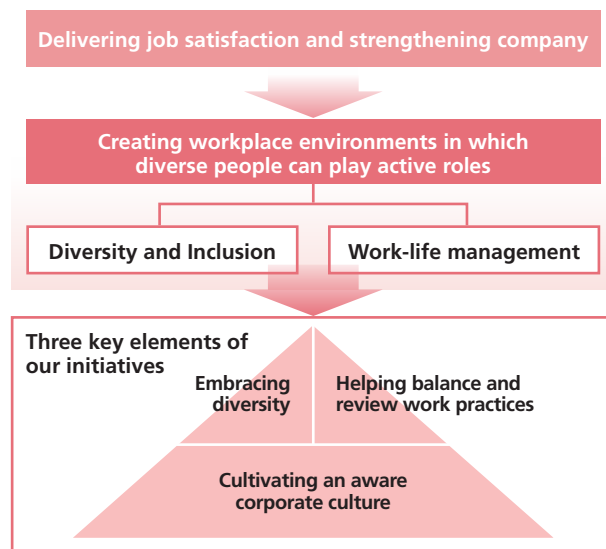 Delivering job satisfaction and strengthening company
Creating workplace environments in which
diverse people can play active roles
Diversity and Inclusion
Work-life management
Three key elements of
our initiatives
Embracing
diversity
Helping balance and
review work practices
Cultivating an aware
corporate culture